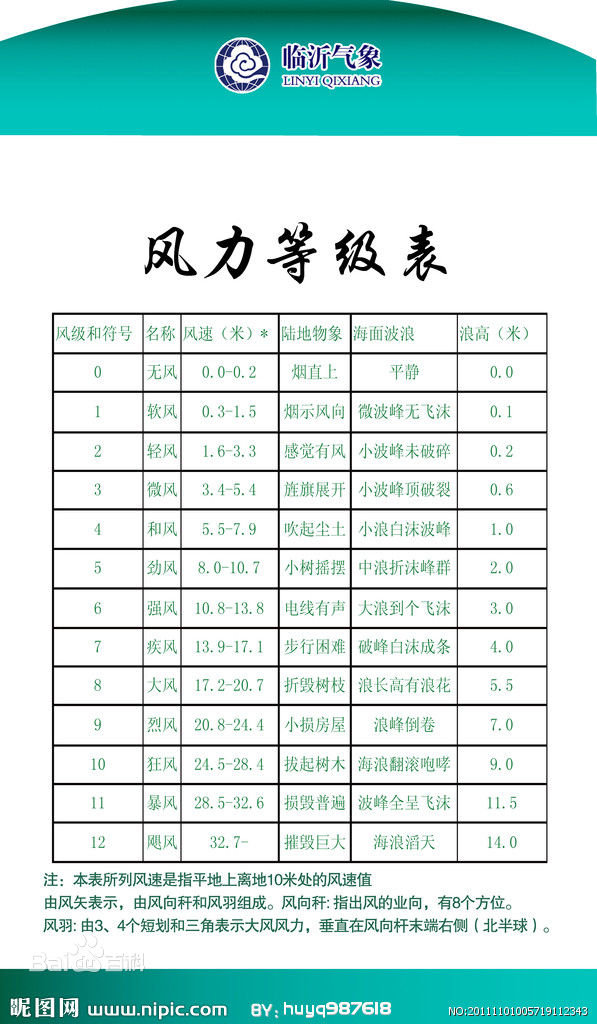 临沂气象
LINYI QIXIANG
风力等级表
风级和符号 名称 风速（米）* 陆地物象 海面波浪 浪高（米）
0 无风 0.0-0.2 烟直上 平静 0.0
1 软风 0.3-1.5 烟示风向 微波峰无飞沫 0.1
2 轻风 1.6-3.3 感觉有风 小波峰未破碎 0.2
3 微风 3.4-5.4 旌旗展开 小波峰顶破裂 0.6
4 和风 5.5-7.9 吹起尘土 小浪白沫波峰 1.0
5 劲风 8.0-10.7 小树摇摆 中浪折沫峰群 2.0
6 强风 10.8-13.8 电线有声 大浪到个飞沫 3.0
7 疾风 13.9-17.1 步行困难 破峰白沫成条 4.0
8 大风 17.2-20.7 折毁树枝 浪长高有浪花 5.5
9 烈风 20.8-24.4 小损房屋 浪峰倒卷 7.0
10 狂风 24.5-28.4 拔起树木 海浪翻滚咆哮 9.0
11 暴风 28.5-32.6 损毁普遍 波峰全呈飞沫 11.5
12 飓风 32.7- 摧毁巨大 海浪滔天 14.0
注：本表所列风速是指平地上离地10米处的风速值
由风矢表示，由风向秆和风羽组成。风向秆: 指出风的业向，有8个方位。
风羽: 由3、4个短划和三角表示大风风力，垂直在风向杆末端右侧（北半球）。
Bai百科
昵图网 www.nipic.com BY: huyq987618 NO:20111101005719112343